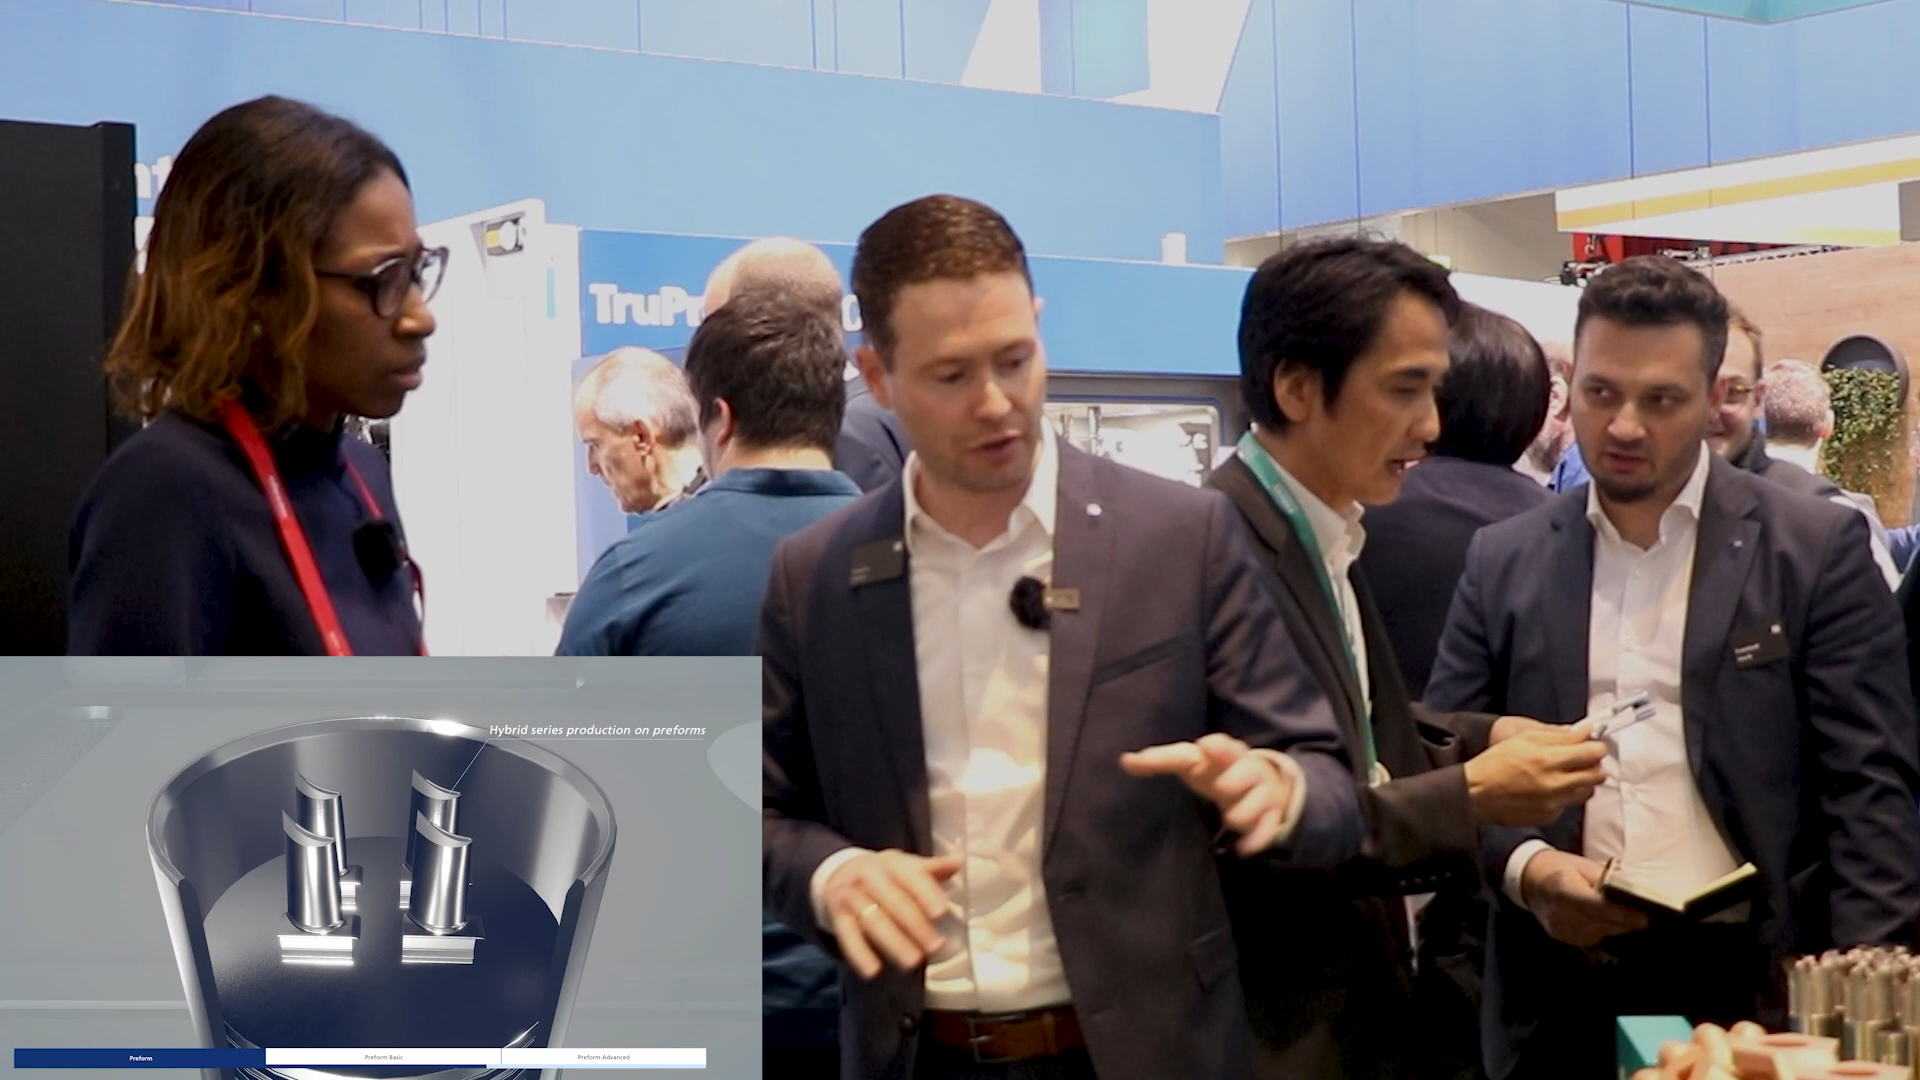 TruPr
Hybrid series production on preforms
Preform
Preform Basic
Preform Advanced